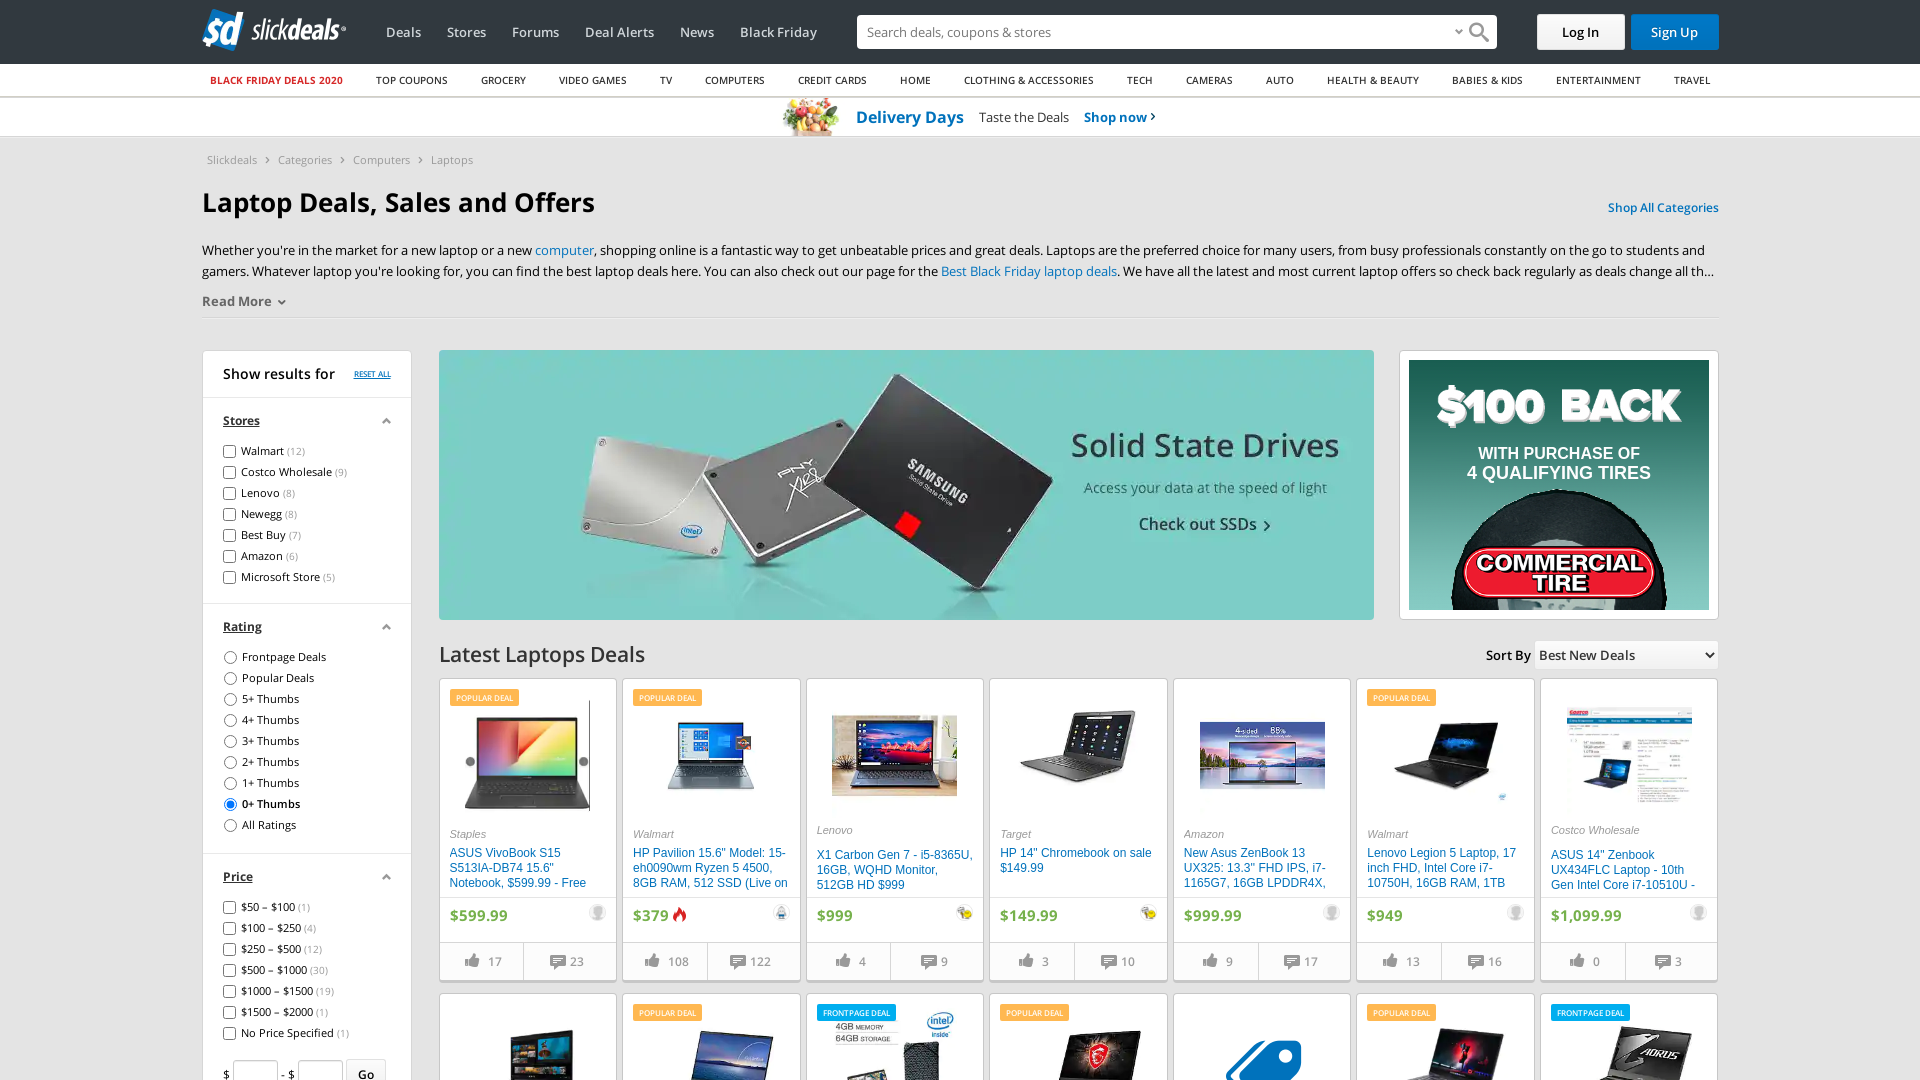 slickdeals
Deals
Stores
Forums
Deal Alerts
News
Black Friday
Search deals, coupons & stores
Log In
Sign Up
BLACK FRIDAY DEALS 2020
TOP COUPONS
GROCERY
VIDEO GAMES
TV
COMPUTERS
CREDIT CARDS
HOME
CLOTHING & ACCESSORIES
TECH
CAMERAS
AUTO
HEALTH & BEAUTY
BABIES & KIDS
ENTERTAINMENT
TRAVEL
Delivery Days Taste the Deals Shop now
Slickdeals > Categories > Computers > Laptops
Laptop Deals, Sales and Offers
Shop All Categories
Whether you're in the market for a new laptop or a new computer, shopping online is a fantastic way to get unbeatable prices and great deals. Laptops are the preferred choice for many users, from busy professionals constantly on the go to students and
gamers. Whatever laptop you're looking for, you can find the best laptop deals here. You can also check out our page for the Best Black Friday laptop deals. We have all the latest and most current laptop offers so check back regularly as deals change all th…
Read More
Show results for
RESET ALL
Stores
Walmart (12)
Costco Wholesale (9)
Lenovo (8)
Newegg (8)
Best Buy (7)
Amazon (6)
Microsoft Store (5)
Rating
Frontpage Deals
Popular Deals
5+ Thumbs
4+ Thumbs
3+ Thumbs
2+ Thumbs
1+ Thumbs
0+ Thumbs
All Ratings
Price
$50 – $100 (1)
$100 – $250 (4)
$250 – $500 (12)
$500 – $1000 (30)
$1000 – $1500 (19)
$1500 – $2000 (1)
No Price Specified (1)
$ - $ Go
intel
SAMSUNG
Solid State Drive
Solid State Drives
Access your data at the speed of light
Check out SSDs >
$100 BACK
WITH PURCHASE OF
4 QUALIFYING TIRES
COMMERCIAL
TIRE
Latest Laptops Deals
Sort By Best New Deals
POPULAR DEAL
Staples
ASUS VivoBook S15
S513IA-DB74 15.6"
Notebook, $599.99 - Free
$599.99
17
23
POPULAR DEAL
Walmart
HP Pavilion 15.6" Model: 15-
eh0090wm Ryzen 5 4500,
8GB RAM, 512 SSD (Live on
$379
108
122
Lenovo
X1 Carbon Gen 7 - i5-8365U,
16GB, WQHD Monitor,
512GB HD $999
$999
4
9
Target
HP 14" Chromebook on sale
$149.99
$149.99
3
10
4-sided
88%
Amazon
New Asus ZenBook 13
UX325: 13.3" FHD IPS, i7-
1165G7, 16GB LPDDR4X,
$999.99
9
17
POPULAR DEAL
Walmart
Lenovo Legion 5 Laptop, 17
inch FHD, Intel Core i7-
10750H, 16GB RAM, 1TB
$949
13
16
Costco Wholesale
ASUS 14" Zenbook
UX434FLC Laptop - 10th
Gen Intel Core i7-10510U -
$1,099.99
0
3
POPULAR DEAL
FRONTPAGE DEAL
4GB MEMORY
64GB STORAGE
intel
inside
POPULAR DEAL
POPULAR DEAL
FRONTPAGE DEAL
AORUS